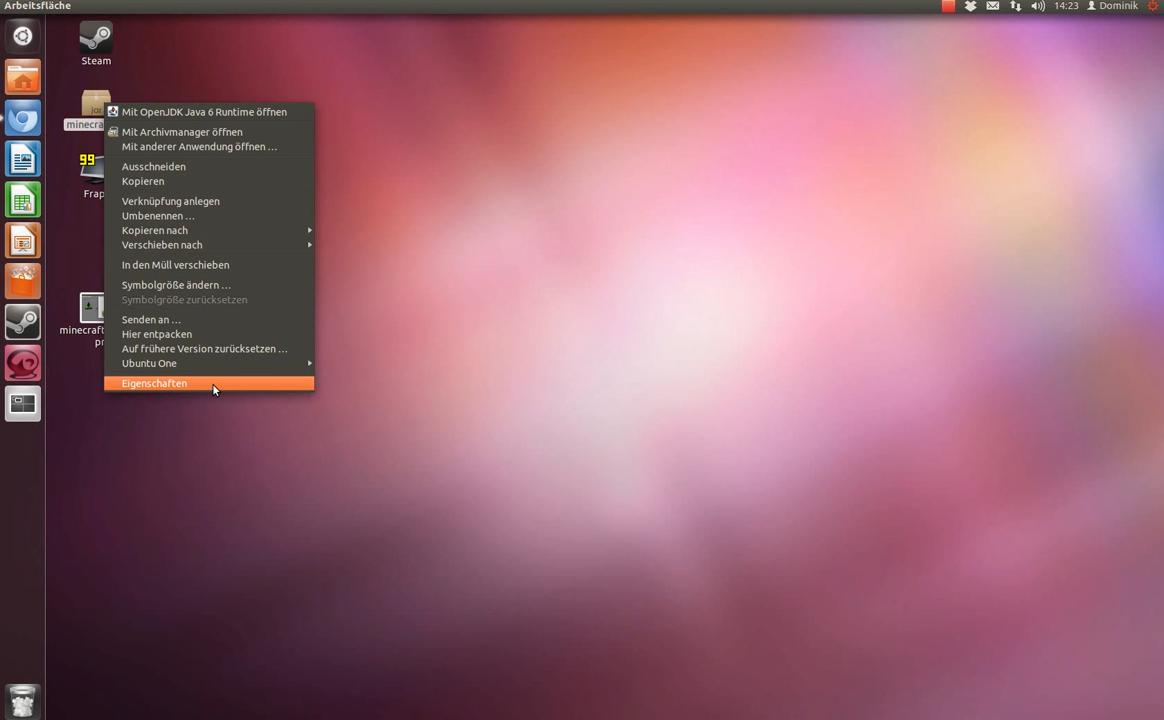 Arbeitsfläche
14:23
Dominik
Steam
jar
minecra
99
Frap
minecraft
pr
Mit OpenJDK Java 6 Runtime öffnen
Mit Archivmanager öffnen
Mit anderer Anwendung öffnen …
Ausschneiden
Kopieren
Verknüpfung anlegen
Umbenennen …
Kopieren nach
Verschieben nach
In den Müll verschieben
Symbolgröße ändern …
Symbolgröße zurücksetzen
Senden an …
Hier entpacken
Auf frühere Version zurücksetzen …
Ubuntu One
Eigenschaften